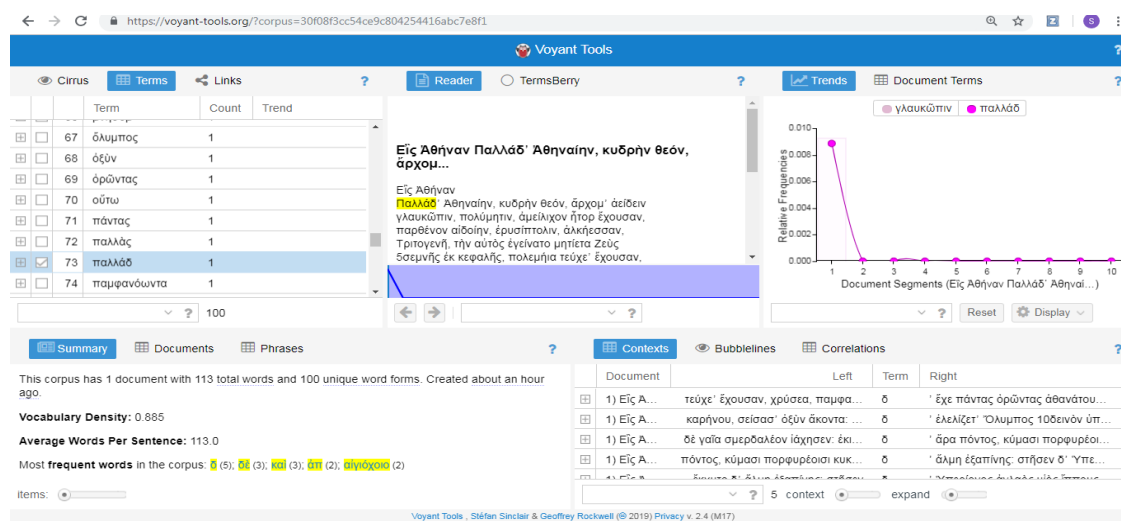 https://voyant-tools.org/?corpus=30f08f3cc54ce9c804254416abc7e8f1
Z S
Voyant Tools ?
Cirrus Terms Links ?
Reader TermsBerry ?
Trends Document Terms ?
Term Count Trend
67 ὄλυμπος 1
68 ὀξὺν 1
69 ὁρῶντας 1
70 οὕτω 1
71 πάντας 1
72 παλλὰς 1
73 παλλάδ 1
74 παμφανόωντα 1
? 100
Εἲς Ἀθήναν Παλλάδ᾽ Ἀθηναίην, κυδρὴν θεόν,
ἄρχομ...
Εἲς Ἀθήναν
Παλλάδ᾽ Ἀθηναίην, κυδρὴν θεόν, ἄρχομ᾽ ἀείδειν
γλαυκῶπιν, πολύμητιν, ἀμείλιχον ἦτορ ἔχουσαν,
παρθένον αἰδοίην, ἐρυσίπτολιν, ἀλκήεσσαν,
Τριτογενῆ, τὴν αὐτὸς ἐγείνατο μητίετα Ζεὺς
5σεμνῆς ἐκ κεφαλῆς, πολεμήια τεύχε᾽ ἔχουσαν,
?
γλαυκῶπιν παλλάδ
Relative Frequencies
0.010
0.008
0.006
0.004
0.002
0.000
1 2 3 4 5 6 7 8 9 10
Document Segments (Εἲς Ἀθήναν Παλλάδ᾽ Ἀθηναί...)
? Reset Display
Summary Documents Phrases ?
This corpus has 1 document with 113 total words and 100 unique word forms. Created about an hour
ago.
Vocabulary Density: 0.885
Average Words Per Sentence: 113.0
Most frequent words in the corpus: δ (5); δὲ (3); καὶ (3); ἀπ (2); αἰγιόχοιο (2)
items:
Contexts Bubblelines Correlations ?
Document Left Term Right
1) Εἲς Ἀ... τεύχε᾽ ἔχουσαν, χρύσεα, παμφα... δ ᾽ ἔχε πάντας ὁρῶντας ἀθανάτου...
1) Εἲς Ἀ... καρήνου, σείσασ᾽ ὀξὺν ἄκοντα: ... δ ᾽ ἐλελίζετ᾽ Ὄλυμπος 10δεινὸν ὑπ...
1) Εἲς Ἀ... δὲ γαῖα σμερδαλέον ἰάχησεν: ἐκι... δ ᾽ ἄρα πόντος, κύμασι πορφυρέοι...
1) Εἲς Ἀ... πόντος, κύμασι πορφυρέοισι κυκ... δ ᾽ ἅλμη ἐξαπίνης: στῆσεν δ᾽ Ὑπε...
? 5 context expand
Voyant Tools , Stéfan Sinclair & Geoffrey Rockwell (© 2019) Privacy v. 2.4 (M17)